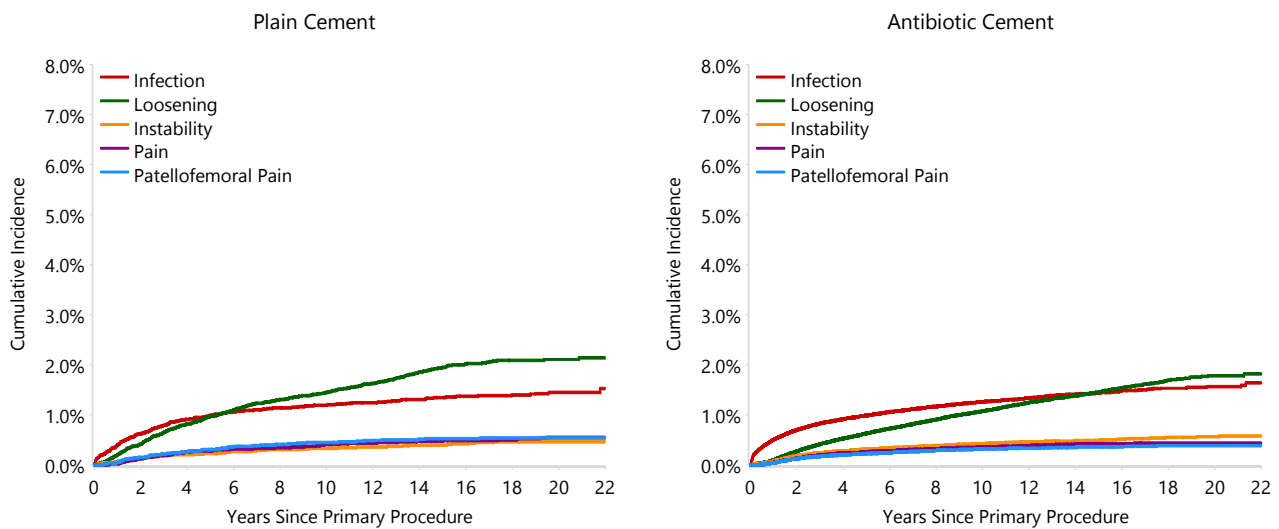 Plain Cement
8.0%
7.0%
6.0%
5.0%
4.0%
3.0%
2.0%
1.0%
0.0%
Cumulative Incidence
Infection
Loosening
Instability
Pain
Patellofemoral Pain
0 2 4 6 8 10 12 14 16 18 20 22
Years Since Primary Procedure
Antibiotic Cement
8.0%
7.0%
6.0%
5.0%
4.0%
3.0%
2.0%
1.0%
0.0%
Cumulative Incidence
Infection
Loosening
Instability
Pain
Patellofemoral Pain
0 2 4 6 8 10 12 14 16 18 20 22
Years Since Primary Procedure